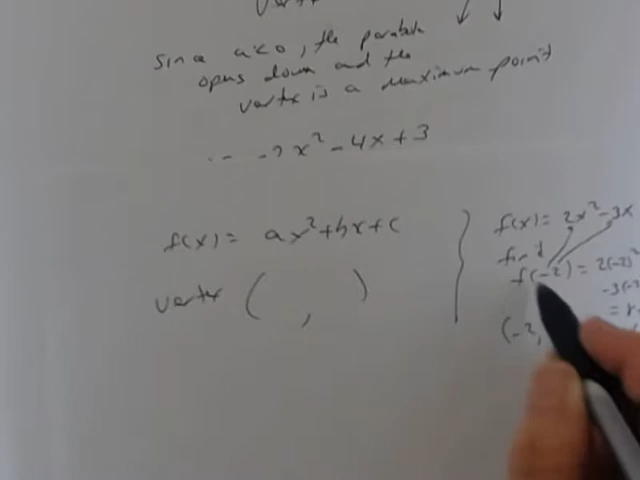 Since a<0, the parabola
opens down and the
vertex is a maximum point
-2x² - 4x + 3
f(x) = ax²+bx+c
vertex (    ,    )
f(x) = 2x² - 3x
find
f(-2) = 2(-2)²
-3(-2
=
(-2,